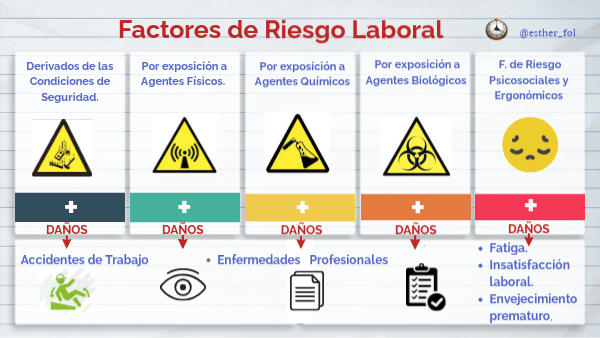 Factores de Riesgo Laboral
@esther_fol
Derivados de las
Condiciones de
Seguridad.
Por exposición a
Agentes Físicos.
Por exposición a
Agentes Químicos
Por exposición a
Agentes Biológicos
F. de Riesgo
Psicosociales y
Ergonómicos
+
+
+
+
+
DAÑOS
DAÑOS
DAÑOS
DAÑOS
DAÑOS
Accidentes de Trabajo
• Enfermedades Profesionales
• Fatiga.
• Insatisfacción
laboral.
• Envejecimiento
prematuro.